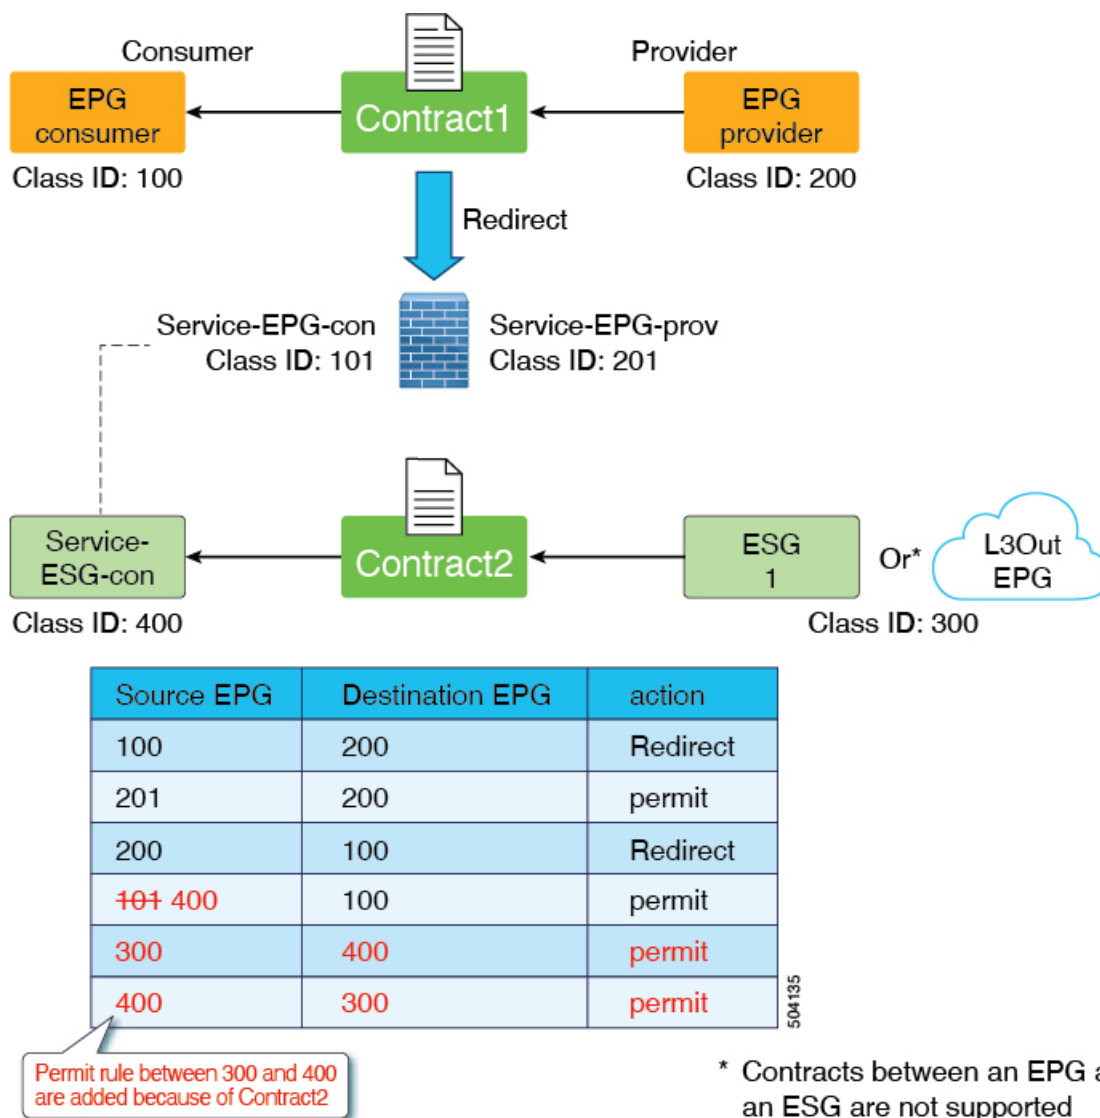 Consumer
Provider
EPG
consumer
Contract1
EPG
provider
Class ID: 100
Class ID: 200
Redirect
Service-EPG-con
Class ID: 101
Service-EPG-prov
Class ID: 201
Service-
ESG-con
Contract2
ESG
1
Or*
L3Out
EPG
Class ID: 400
Class ID: 300
Source EPG Destination EPG action
100 200 Redirect
201 200 permit
200 100 Redirect
101 400 100 permit
300 400 permit
400 300 permit
504135
Permit rule between 300 and 400
are added because of Contract2
* Contracts between an EPG a
an ESG are not supported